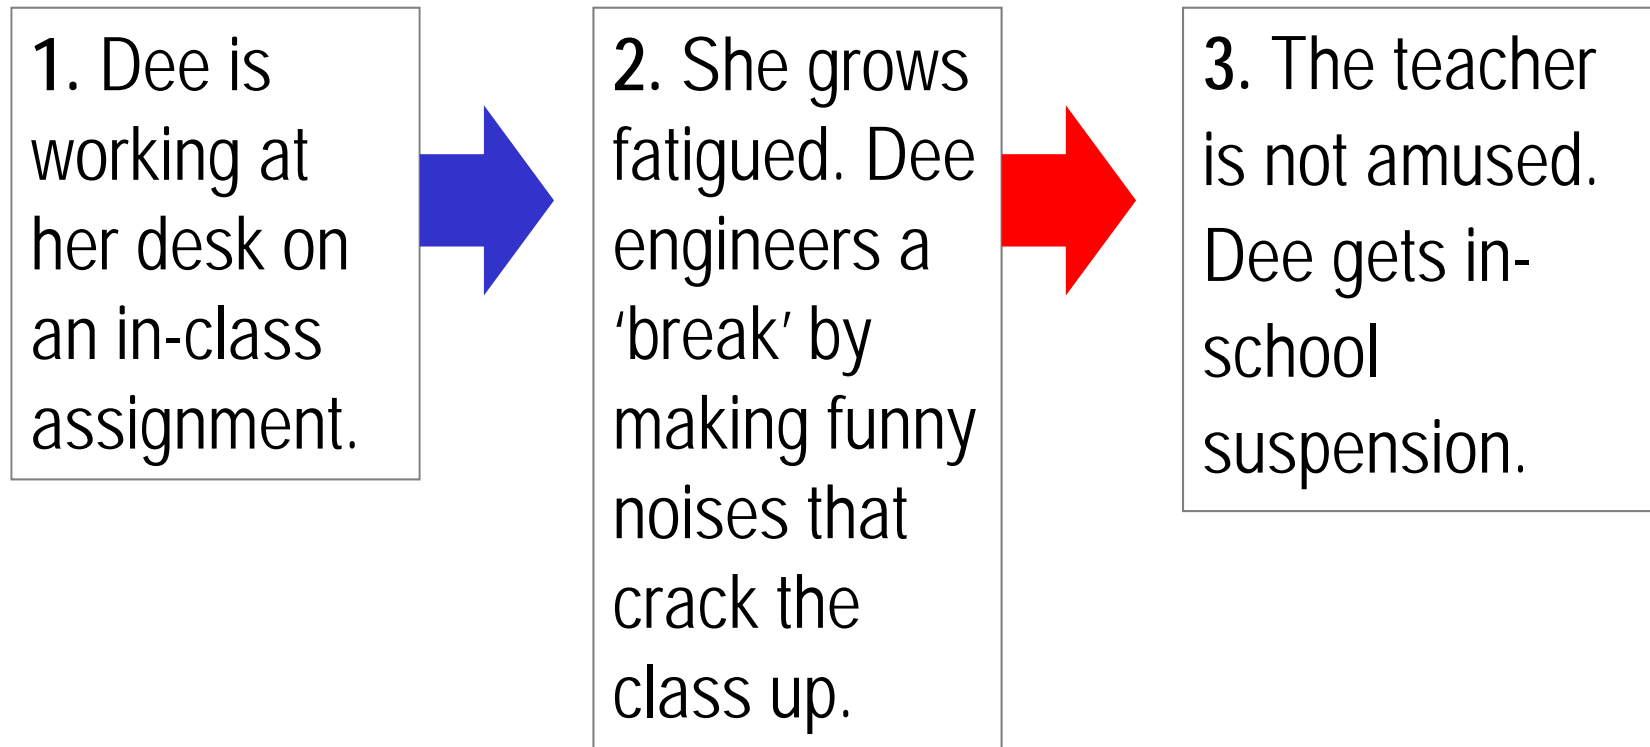 1. Dee is
working at
her desk on
an in-class
assignment.
2. She grows
fatigued. Dee
engineers a
‘break’ by
making funny
noises that
crack the
class up.
3. The teacher
is not amused.
Dee gets in-
school
suspension.